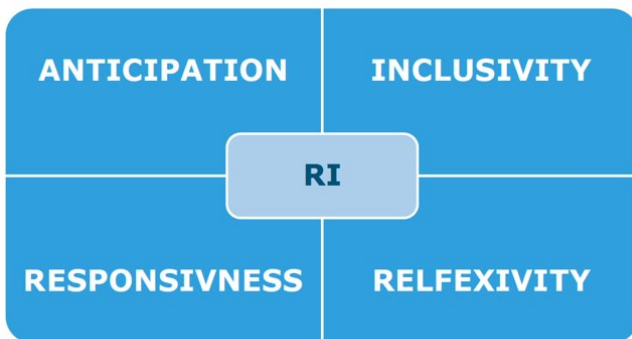 ANTICIPATION
INCLUSIVITY
RI
RESPONSIVNESS
RELFEXIVITY